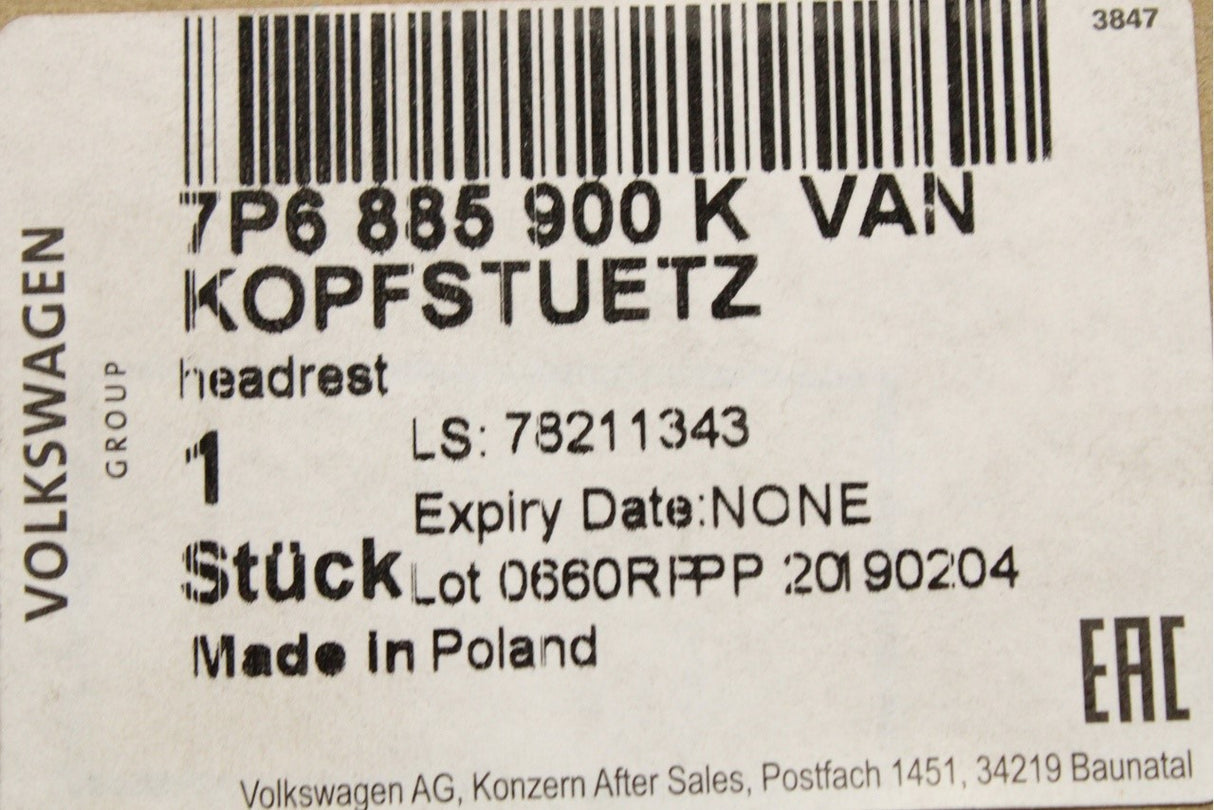 3847
7P6 885 900 K VAN
KOPFSTUETZ
headrest
1
LS: 78211343
Expiry Date:NONE
Stück
Lot 0660RPPP 20190204
Made in Poland
EAC
Volkswagen AG, Konzern After Sales, Postfach 1451, 34219 Baunatal
VOLKSWAGEN
GROUP